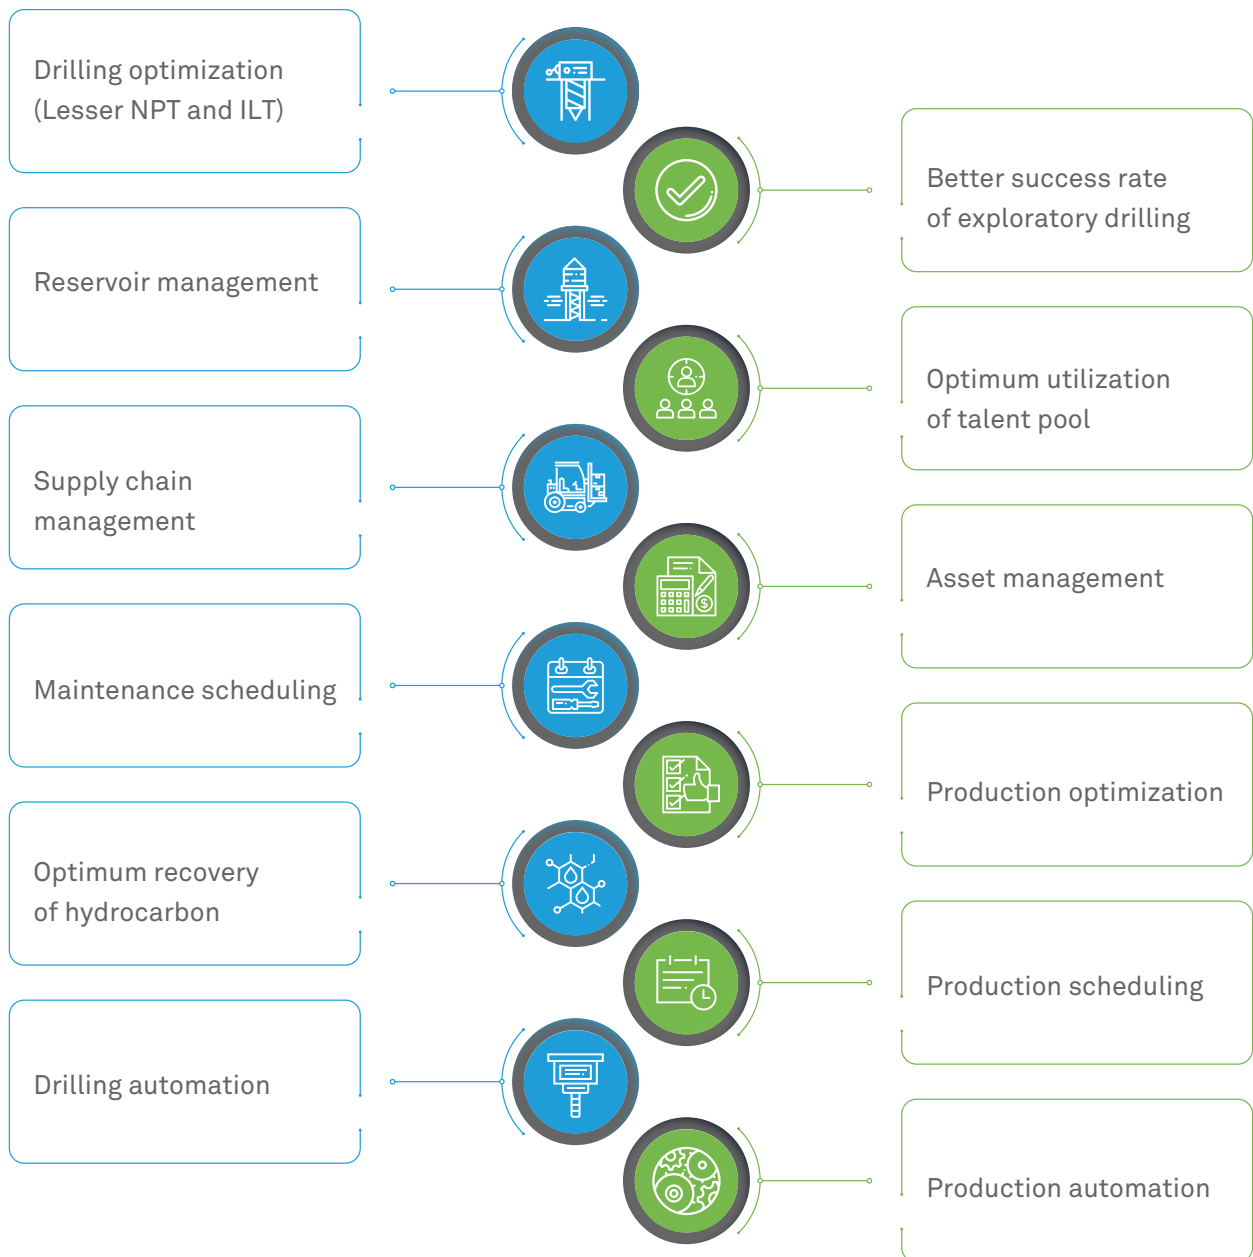 Drilling optimization
(Lesser NPT and ILT)
Better success rate
of exploratory drilling
Reservoir management
Optimum utilization
of talent pool
Supply chain
management
Asset management
Maintenance scheduling
Production optimization
Optimum recovery
of hydrocarbon
Production scheduling
Drilling automation
Production automation